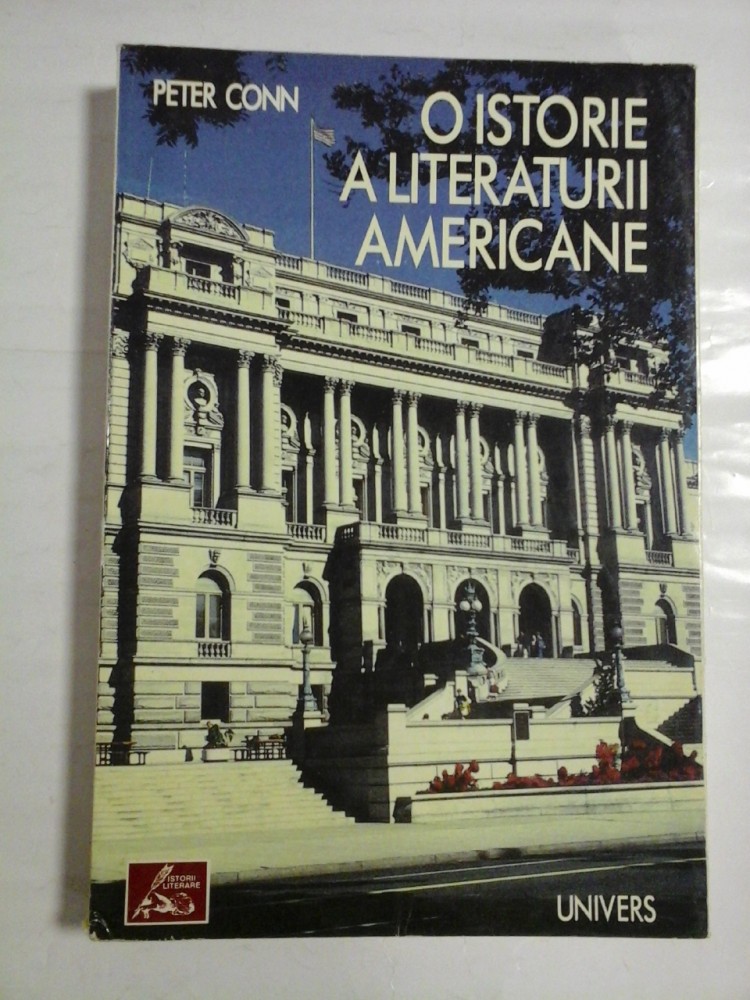 PETER CONN
O ISTORIE
A LITERATURII
AMERICANE
ISTORII
LITERARE
UNIVERS